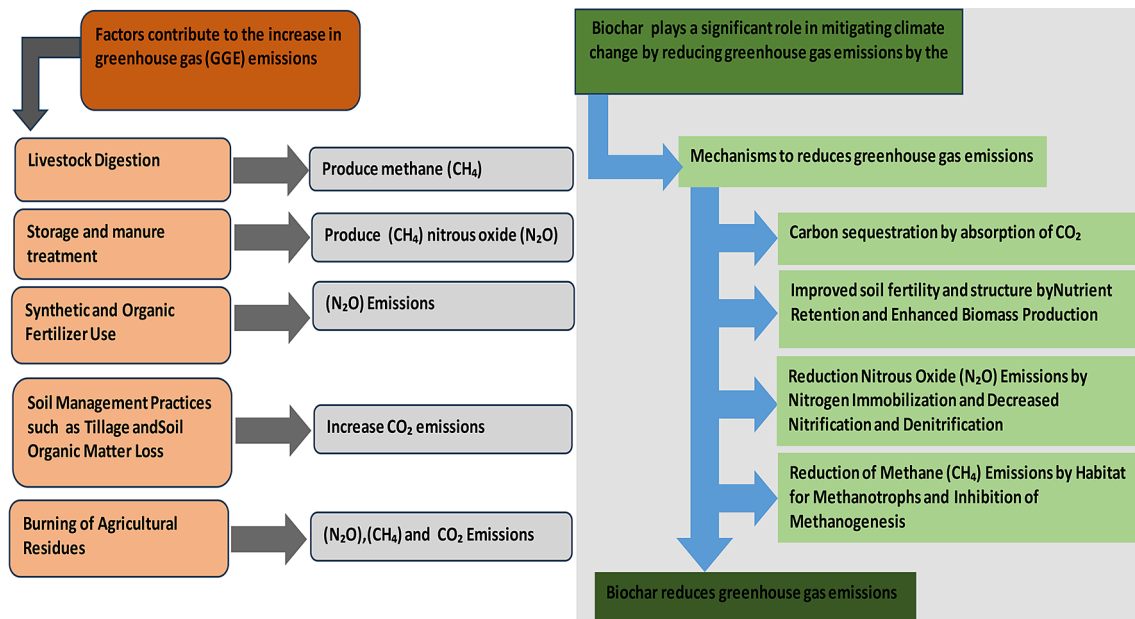 Factors contribute to the increase in
greenhouse gas (GGE) emissions
Livestock Digestion
Produce methane (CH₄)
Storage and manure
treatment
Produce (CH₄) nitrous oxide (N₂O)
Synthetic and Organic
Fertilizer Use
(N₂O) Emissions
Soil Management Practices
such as Tillage andSoil
Organic Matter Loss
Increase CO₂ emissions
Burning of Agricultural
Residues
(N₂O),(CH₄) and CO₂ Emissions
Biochar plays a significant role in mitigating climate
change by reducing greenhouse gas emissions by the
Mechanisms to reduces greenhouse gas emissions
Carbon sequestration by absorption of CO₂
Improved soil fertility and structure byNutrient
Retention and Enhanced Biomass Production
Reduction Nitrous Oxide (N₂O) Emissions by
Nitrogen Immobilization and Decreased
Nitrification and Denitrification
Reduction of Methane (CH₄) Emissions by Habitat
for Methanotrophs and Inhibition of
Methanogenesis
Biochar reduces greenhouse gas emissions